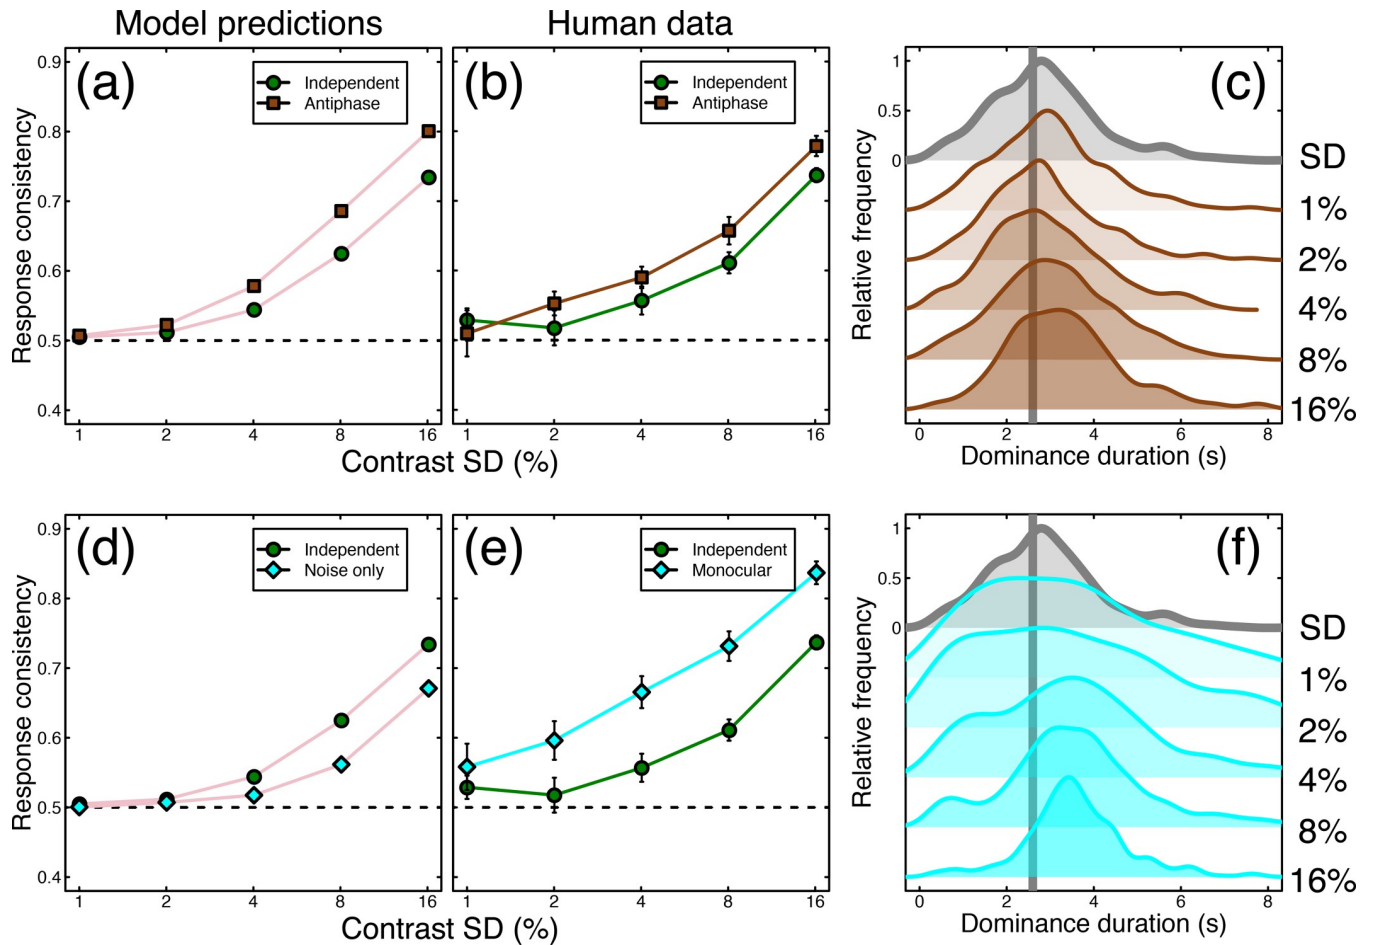 Model predictions
Human data
(a)
Independent
Antiphase
Response consistency
0.9
0.8
0.7
0.6
0.5
0.4
1
2
4
8
16
(b)
Independent
Antiphase
1
2
4
8
16
Contrast SD (%)
(c)
Relative frequency
1
0.5
0
SD
1%
2%
4%
8%
16%
0
2
4
6
8
Dominance duration (s)
(d)
Independent
Noise only
Response consistency
0.9
0.8
0.7
0.6
0.5
0.4
1
2
4
8
16
(e)
Independent
Monocular
1
2
4
8
16
Contrast SD (%)
(f)
Relative frequency
1
0.5
0
SD
1%
2%
4%
8%
16%
0
2
4
6
8
Dominance duration (s)